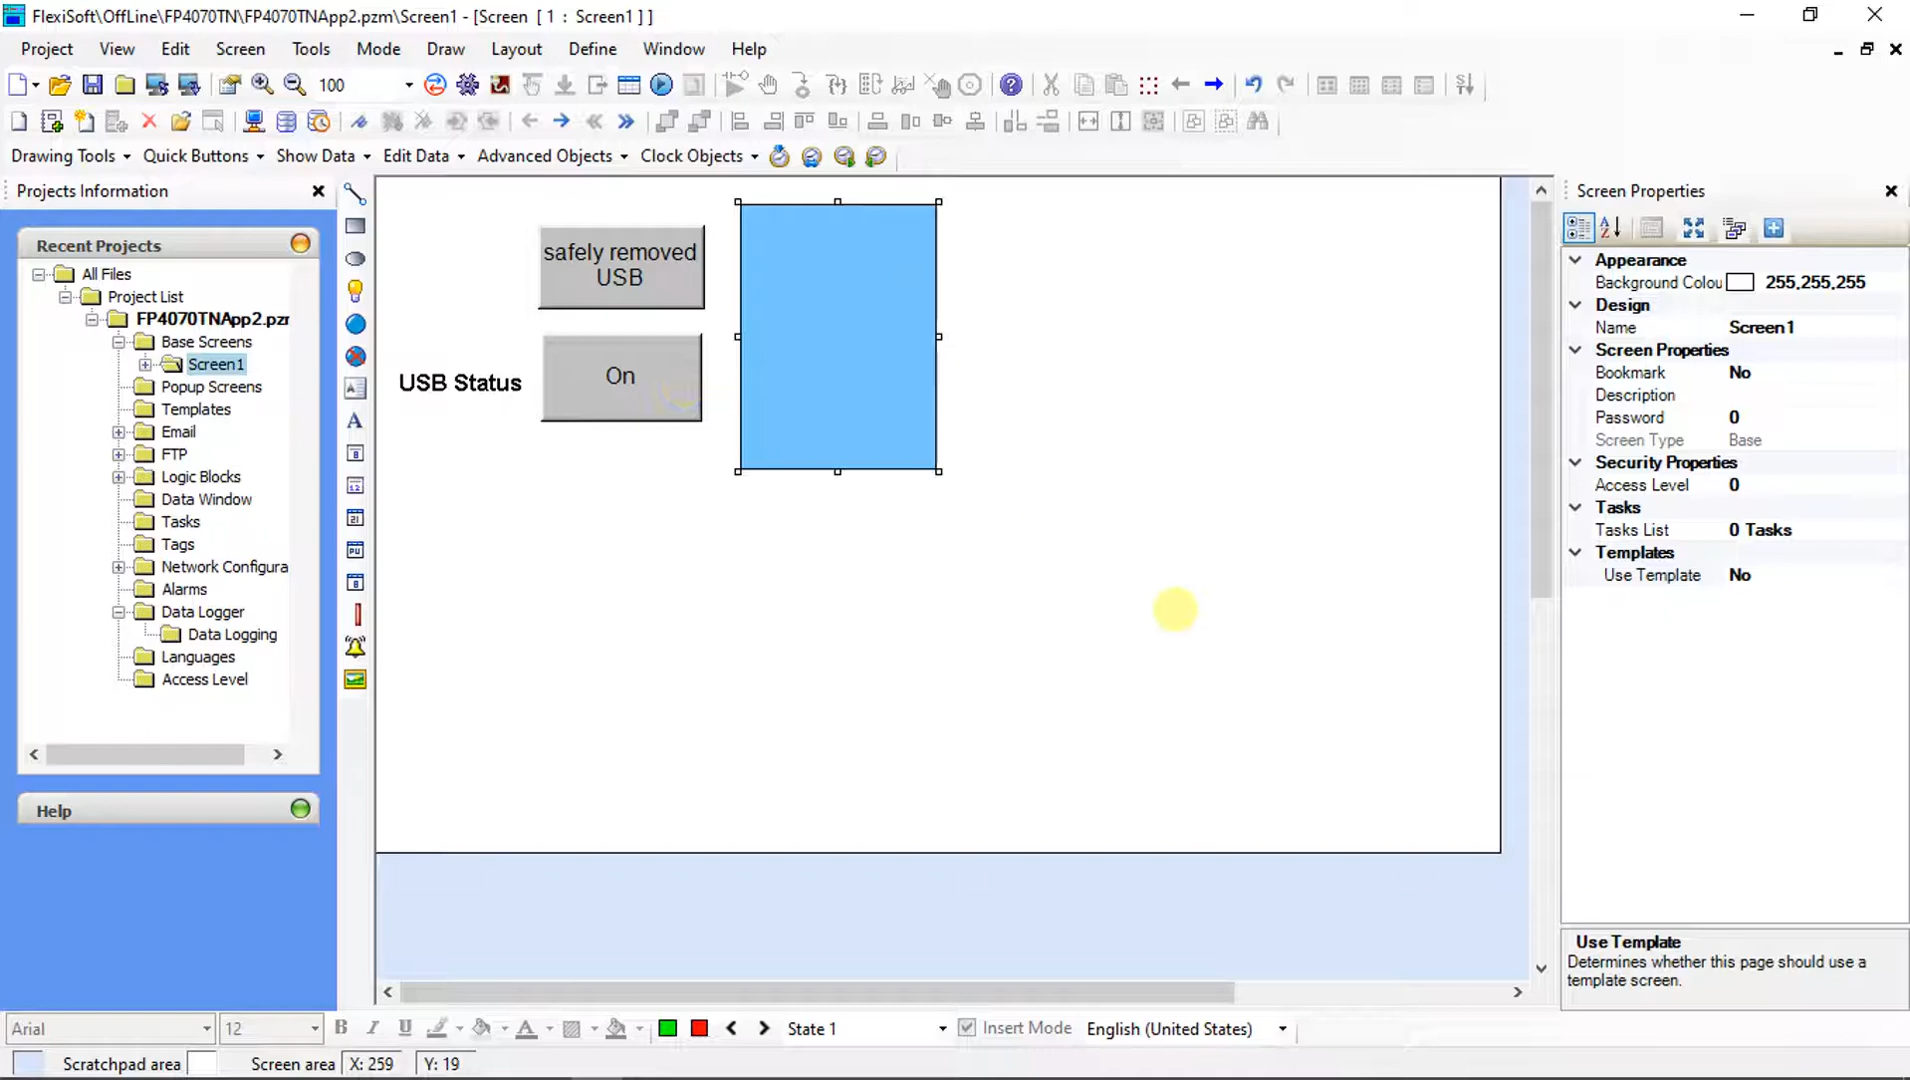 FlexiSoft\OffLine\FP4070TN\FP4070TNApp2.pzm\Screen1 - [Screen [ 1 : Screen1 ] ]
Project View Edit Screen Tools Mode Draw Layout Define Window Help
100
Drawing Tools Quick Buttons Show Data Edit Data Advanced Objects Clock Objects
Projects Information
Recent Projects
All Files
Project List
FP4070TNApp2.pzr
Base Screens
Screen1
Popup Screens
Templates
Email
FTP
Logic Blocks
Data Window
Tasks
Tags
Network Configura
Alarms
Data Logger
Data Logging
Languages
Access Level
Help
safely removed
USB
USB Status
On
Screen Properties
Appearance
Background Colou 255,255,255
Design
Name Screen1
Screen Properties
Bookmark No
Description
Password 0
Screen Type Base
Security Properties
Access Level 0
Tasks
Tasks List 0 Tasks
Templates
Use Template No
Use Template
Determines whether this page should use a
template screen.
Arial 12 B I U State 1 Insert Mode English (United States)
Scratchpad area Screen area X: 259 Y: 19